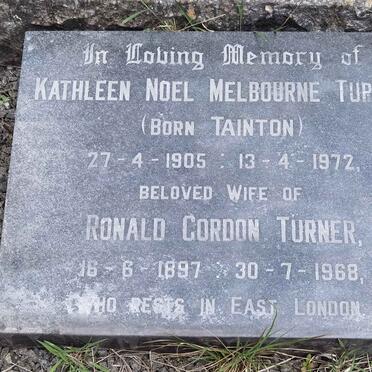 In Loving Memory of
KATHLEEN NOEL MELBOURNE TUR
(BORN TAINTON)
27-4-1905 : 13-4-1972,
BELOVED WIFE OF
RONALD GORDON TURNER,
16-6-1897 : 30-7-1968,
WHO RESTS IN EAST LONDON.